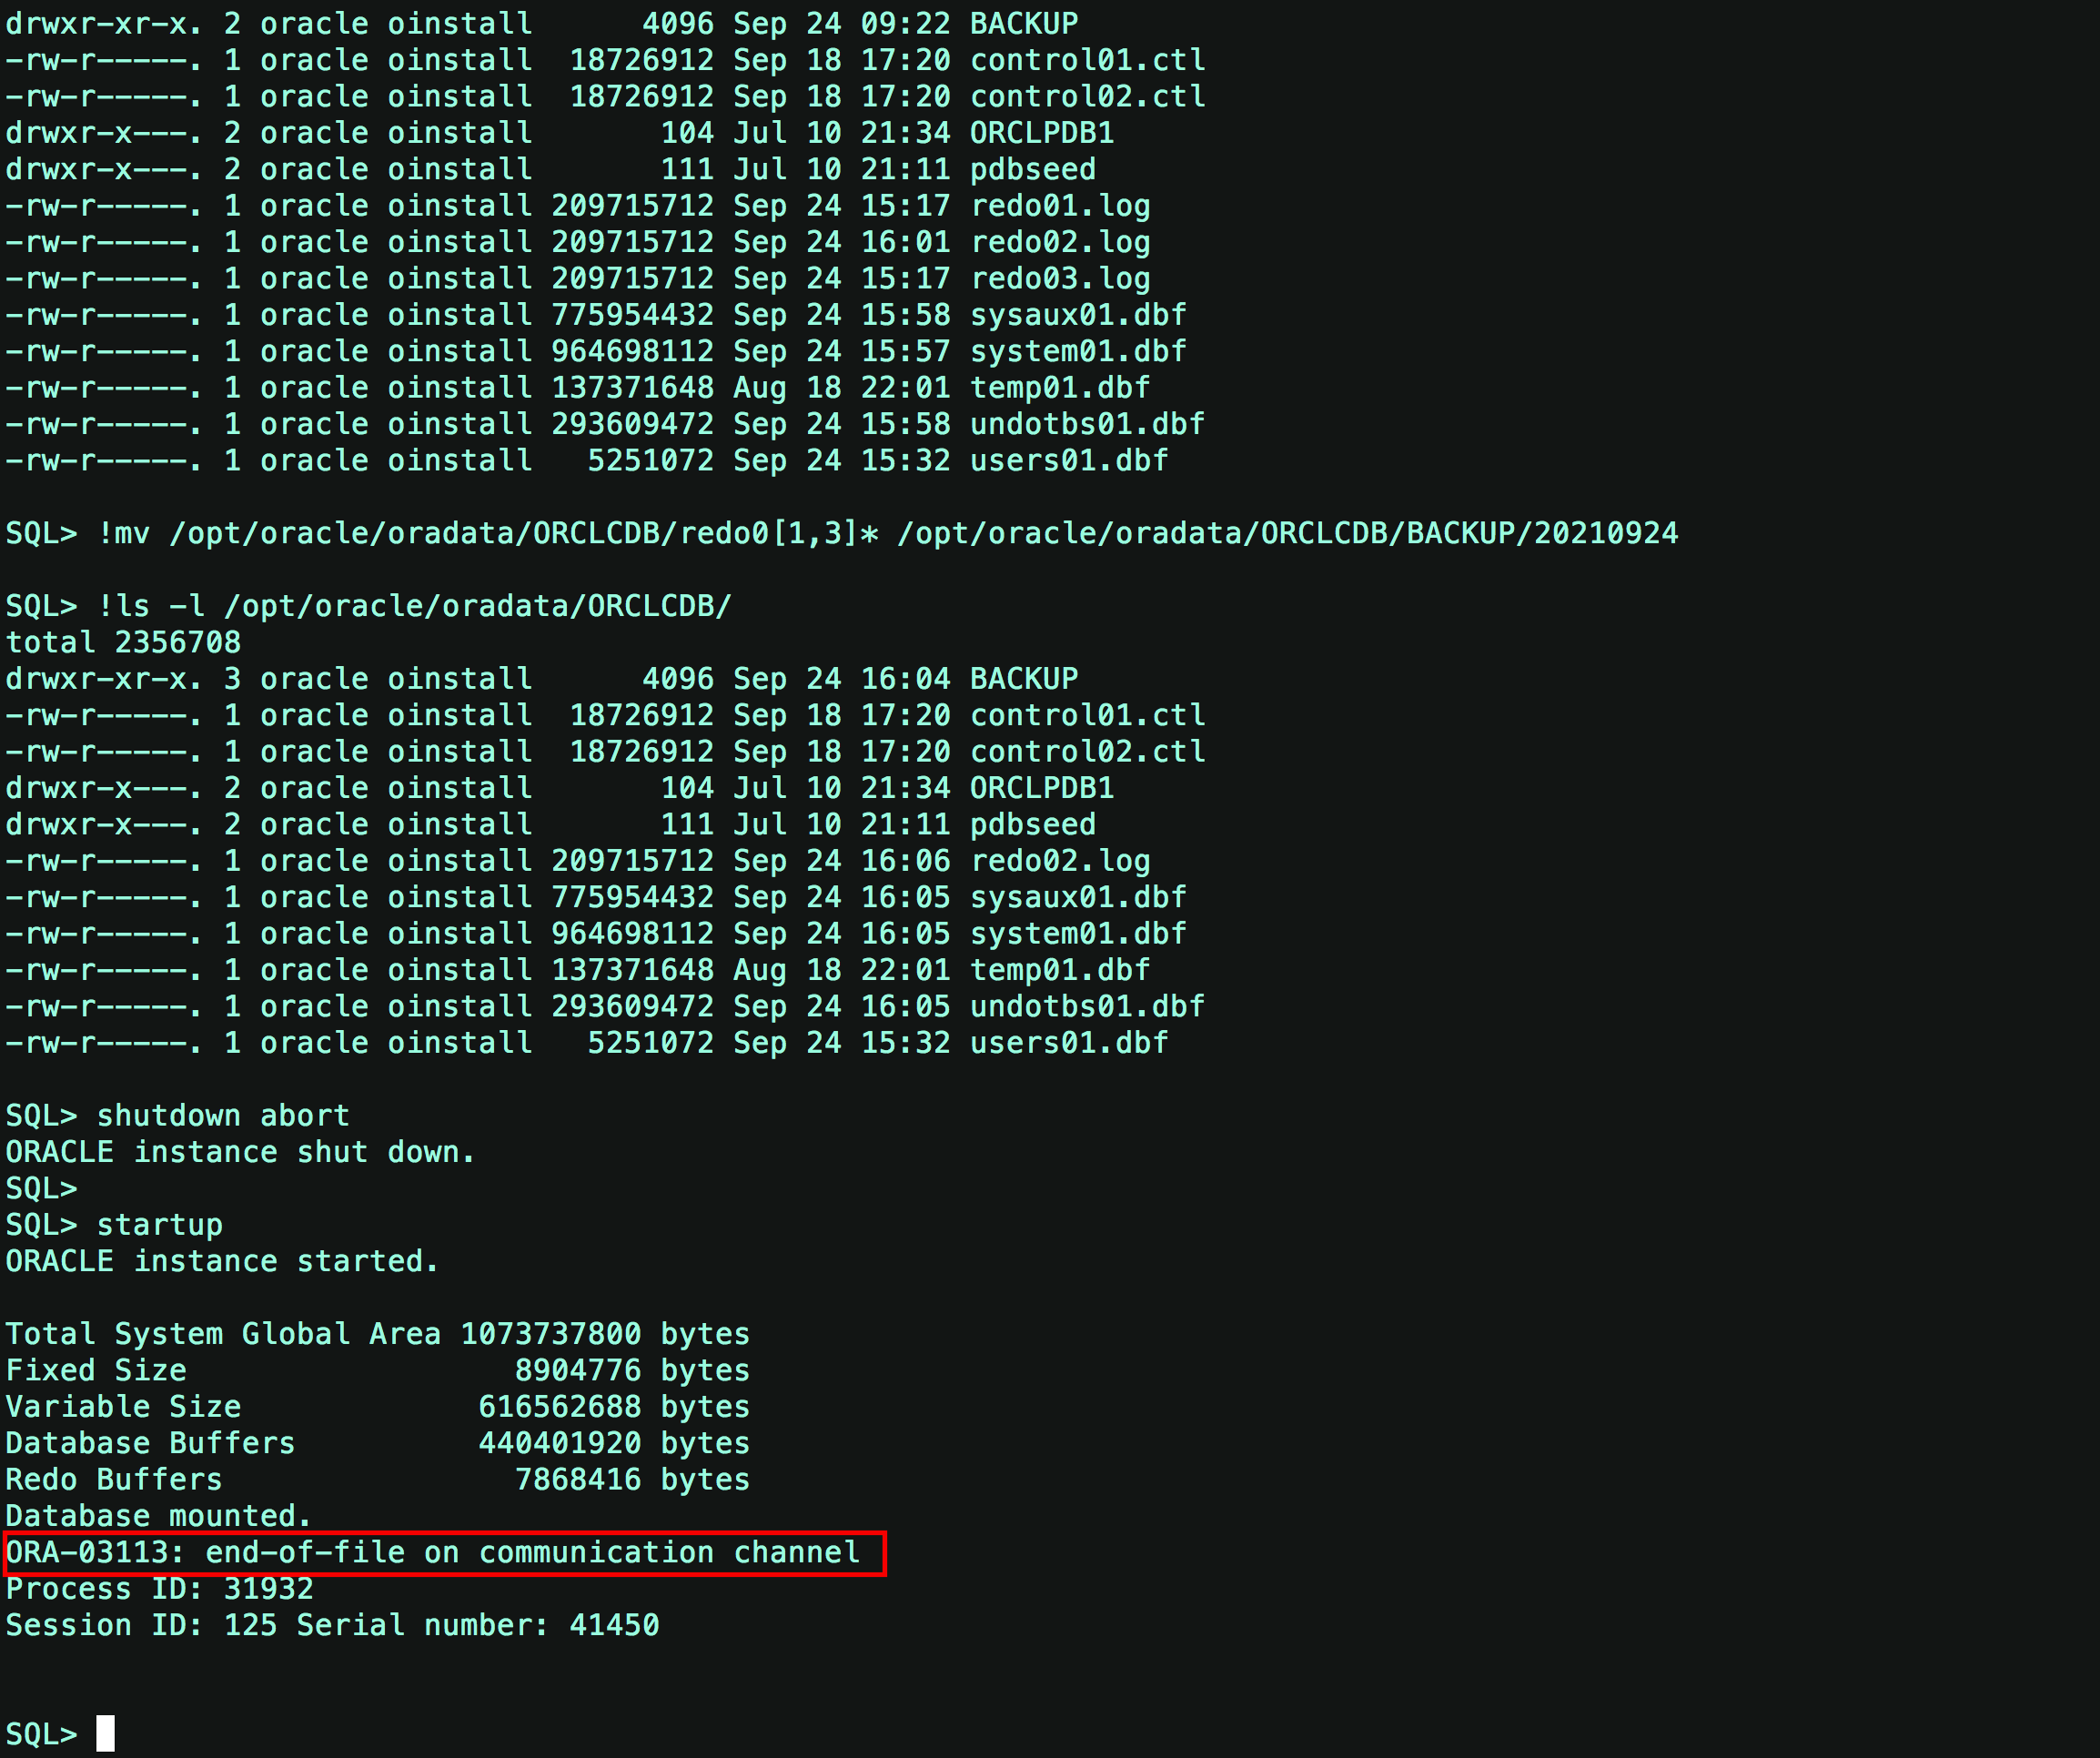 drwxr-xr-x. 2 oracle oinstall      4096 Sep 24 09:22 BACKUP
-rw-r-----. 1 oracle oinstall  18726912 Sep 18 17:20 control01.ctl
-rw-r-----. 1 oracle oinstall  18726912 Sep 18 17:20 control02.ctl
drwxr-x---. 2 oracle oinstall       104 Jul 10 21:34 ORCLPDB1
drwxr-x---. 2 oracle oinstall       111 Jul 10 21:11 pdbseed
-rw-r-----. 1 oracle oinstall 209715712 Sep 24 15:17 redo01.log
-rw-r-----. 1 oracle oinstall 209715712 Sep 24 16:01 redo02.log
-rw-r-----. 1 oracle oinstall 209715712 Sep 24 15:17 redo03.log
-rw-r-----. 1 oracle oinstall 775954432 Sep 24 15:58 sysaux01.dbf
-rw-r-----. 1 oracle oinstall 964698112 Sep 24 15:57 system01.dbf
-rw-r-----. 1 oracle oinstall 137371648 Aug 18 22:01 temp01.dbf
-rw-r-----. 1 oracle oinstall 293609472 Sep 24 15:58 undotbs01.dbf
-rw-r-----. 1 oracle oinstall   5251072 Sep 24 15:32 users01.dbf
SQL> !mv /opt/oracle/oradata/ORCLCDB/redo0[1,3]* /opt/oracle/oradata/ORCLCDB/BACKUP/20210924
SQL> !ls -l /opt/oracle/oradata/ORCLCDB/
total 2356708
drwxr-xr-x. 3 oracle oinstall      4096 Sep 24 16:04 BACKUP
-rw-r-----. 1 oracle oinstall  18726912 Sep 18 17:20 control01.ctl
-rw-r-----. 1 oracle oinstall  18726912 Sep 18 17:20 control02.ctl
drwxr-x---. 2 oracle oinstall       104 Jul 10 21:34 ORCLPDB1
drwxr-x---. 2 oracle oinstall       111 Jul 10 21:11 pdbseed
-rw-r-----. 1 oracle oinstall 209715712 Sep 24 16:06 redo02.log
-rw-r-----. 1 oracle oinstall 775954432 Sep 24 16:05 sysaux01.dbf
-rw-r-----. 1 oracle oinstall 964698112 Sep 24 16:05 system01.dbf
-rw-r-----. 1 oracle oinstall 137371648 Aug 18 22:01 temp01.dbf
-rw-r-----. 1 oracle oinstall 293609472 Sep 24 16:05 undotbs01.dbf
-rw-r-----. 1 oracle oinstall   5251072 Sep 24 15:32 users01.dbf
SQL> shutdown abort
ORACLE instance shut down.
SQL>
SQL> startup
ORACLE instance started.
Total System Global Area 1073737800 bytes
Fixed Size                  8904776 bytes
Variable Size             616562688 bytes
Database Buffers          440401920 bytes
Redo Buffers                7868416 bytes
Database mounted.
ORA-03113: end-of-file on communication channel
Process ID: 31932
Session ID: 125 Serial number: 41450
SQL>